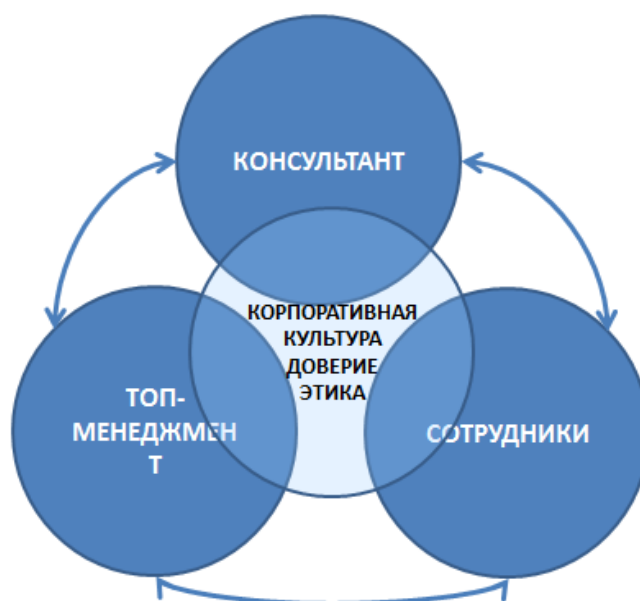 КОНСУЛЬТАНТ
КОРПОРАТИВНАЯ
КУЛЬТУРА
ДОВЕРИЕ
ЭТИКА
ТОП-
МЕНЕДЖМЕН
Т
СОТРУДНИКИ